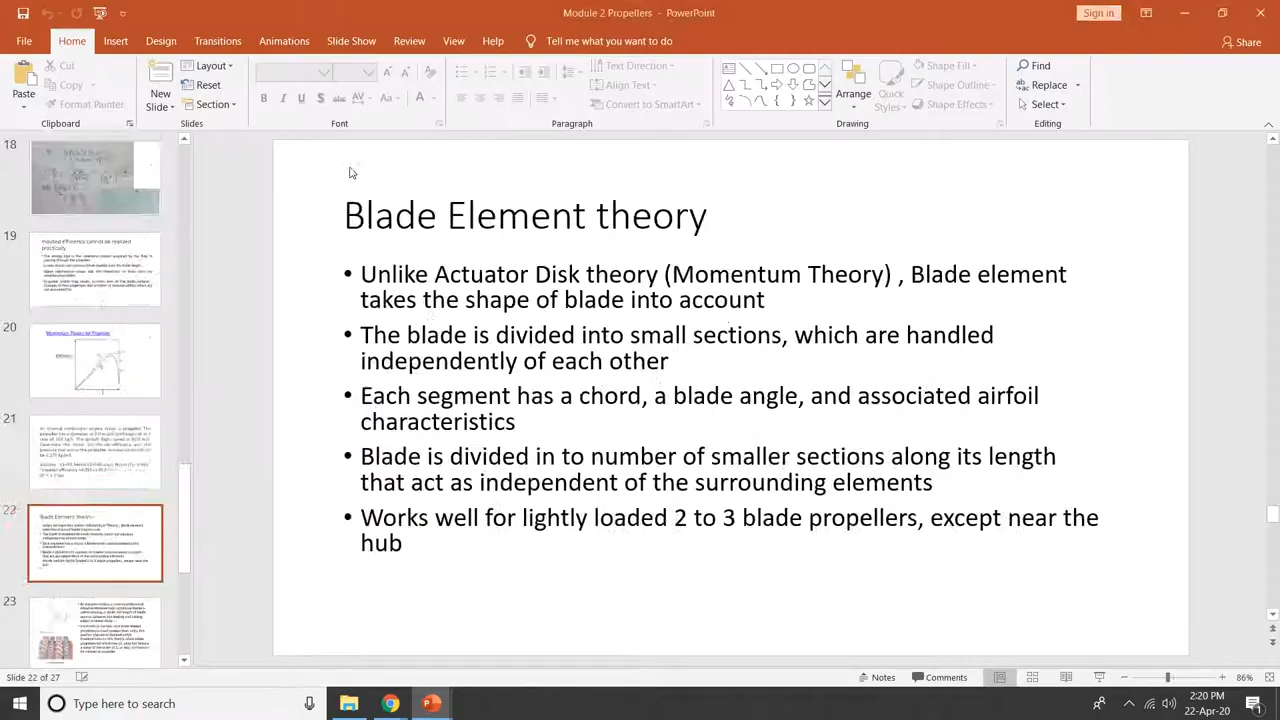 Module 2 Propellers - PowerPoint
Sign in
File Home Insert Design Transitions Animations Slide Show Review View Help Tell me what you want to do Share
Paste
Cut
Copy
Format Painter
Clipboard
New Slide
Layout
Reset
Section
Slides
Font
Text Direction
Align Text
Convert to SmartArt
Paragraph
Arrange
Quick Styles
Shape Fill
Shape Outline
Shape Effects
Drawing
Find
Replace
Select
Editing
18
19
20
21
22
23
Blade Element theory
• Unlike Actuator Disk theory (Momentum Theory) , Blade element
takes the shape of blade into account
• The blade is divided into small sections, which are handled
independently of each other
• Each segment has a chord, a blade angle, and associated airfoil
characteristics
• Blade is divided in to number of smaller sections along its length
that act as independent of the surrounding elements
• Works well for lightly loaded 2 to 3 blade propellers, except near the
hub
Slide 22 of 27
Notes
Comments
86%
Type here to search
2:20 PM
22-Apr-20